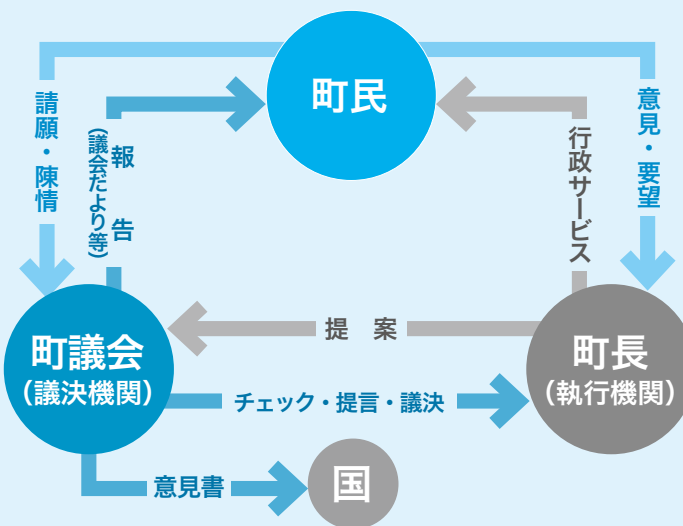 町民
請願・陳情
報　告
(議会だより等)
行政サービス
意見・要望
提　案
町議会
(議決機関)
町長
(執行機関)
チェック・提言・議決
意見書
国